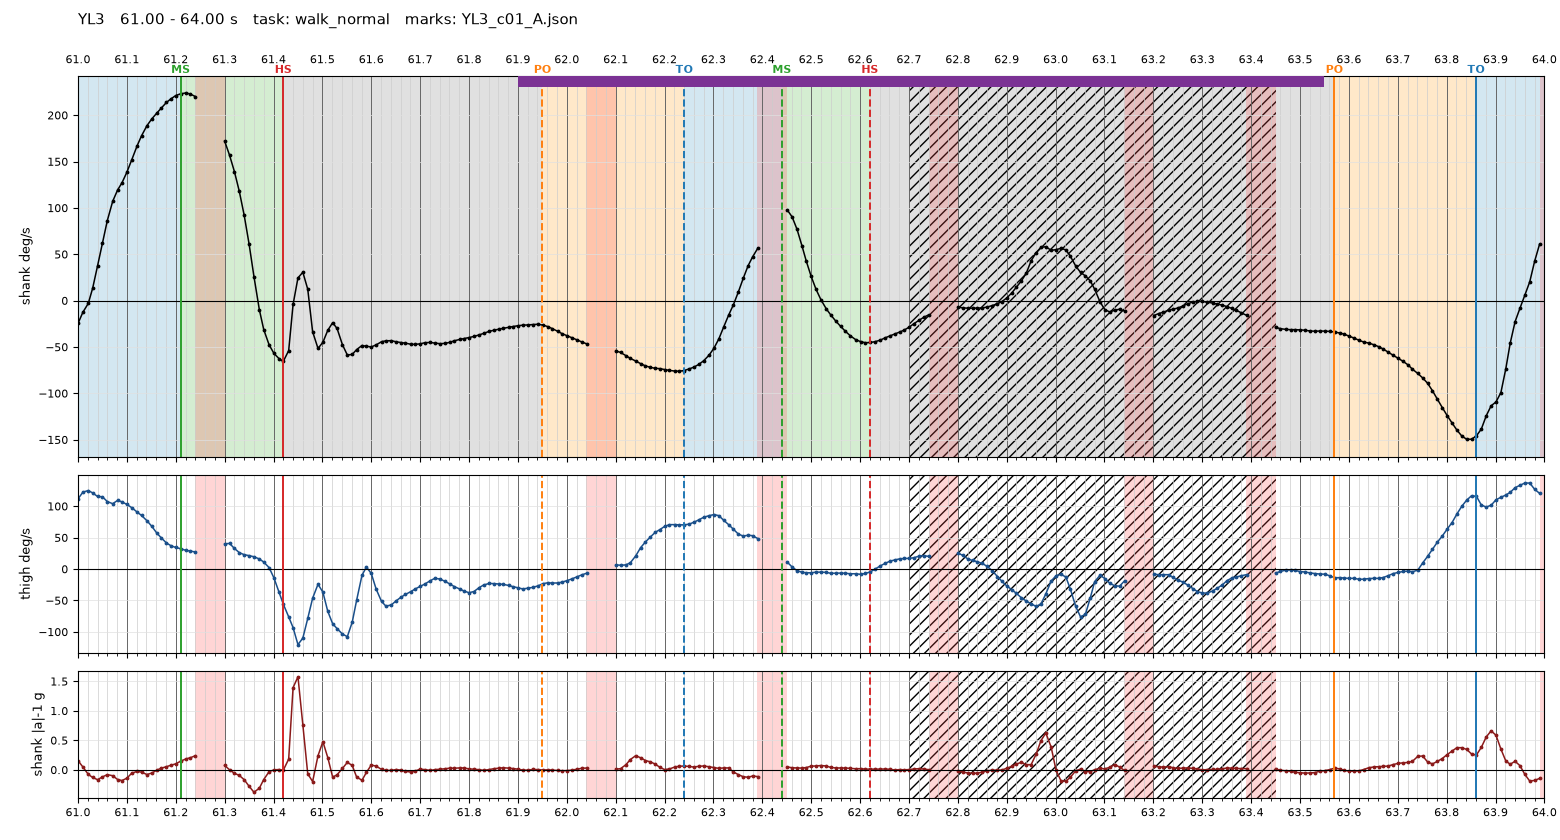 YL3   61.00 - 64.00 s   task: walk_normal   marks: YL3_c01_A.json
61.0 61.1 61.2 61.3 61.4 61.5 61.6 61.7 61.8 61.9 62.0 62.1 62.2 62.3 62.4 62.5 62.6 62.7 62.8 62.9 63.0 63.1 63.2 63.3 63.4 63.5 63.6 63.7 63.8 63.9 64.0
MS HS PO TO MS HS PO TO
shank deg/s
200
150
100
50
0
−50
−100
−150
thigh deg/s
100
50
0
−50
−100
shank |a|-1 g
1.5
1.0
0.5
0.0
61.0 61.1 61.2 61.3 61.4 61.5 61.6 61.7 61.8 61.9 62.0 62.1 62.2 62.3 62.4 62.5 62.6 62.7 62.8 62.9 63.0 63.1 63.2 63.3 63.4 63.5 63.6 63.7 63.8 63.9 64.0